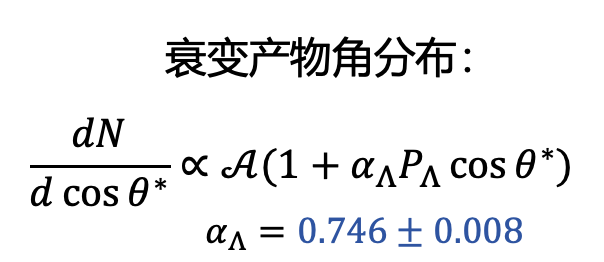 衰变产物角分布：
dN / d cos θ* ∝ 𝒜(1 + α_Λ P_Λ cos θ*)
α_Λ = 0.746 ± 0.008